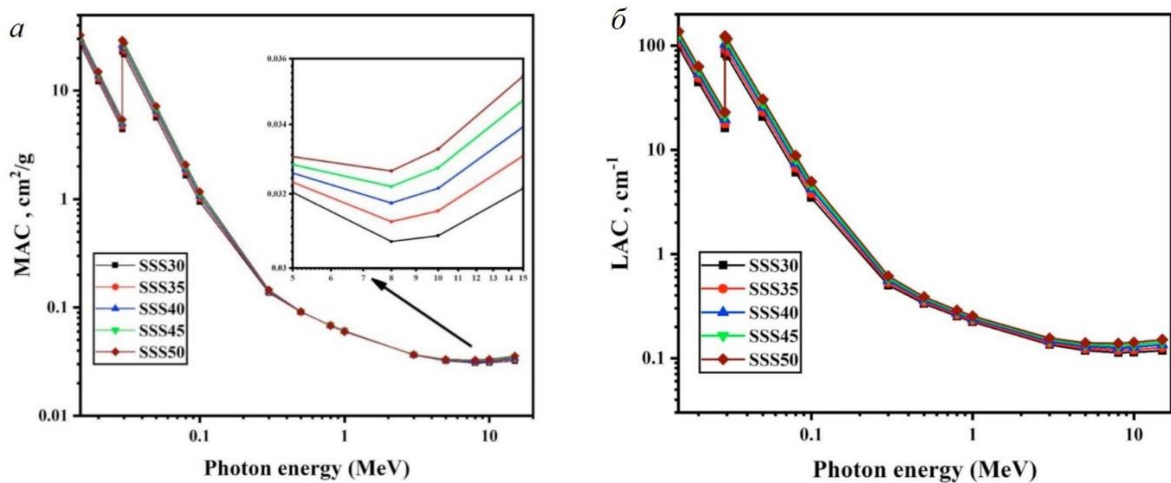 а
MAC , cm²/g
10
1
0.1
0.01
0.1
1
10
Photon energy (MeV)
SSS30
SSS35
SSS40
SSS45
SSS50
0.036
0.034
0.032
0.03
5
6
7
8
9
10
11
12
13
14
15
б
LAC , cm⁻¹
100
10
1
0.1
0.1
1
10
Photon energy (MeV)
SSS30
SSS35
SSS40
SSS45
SSS50